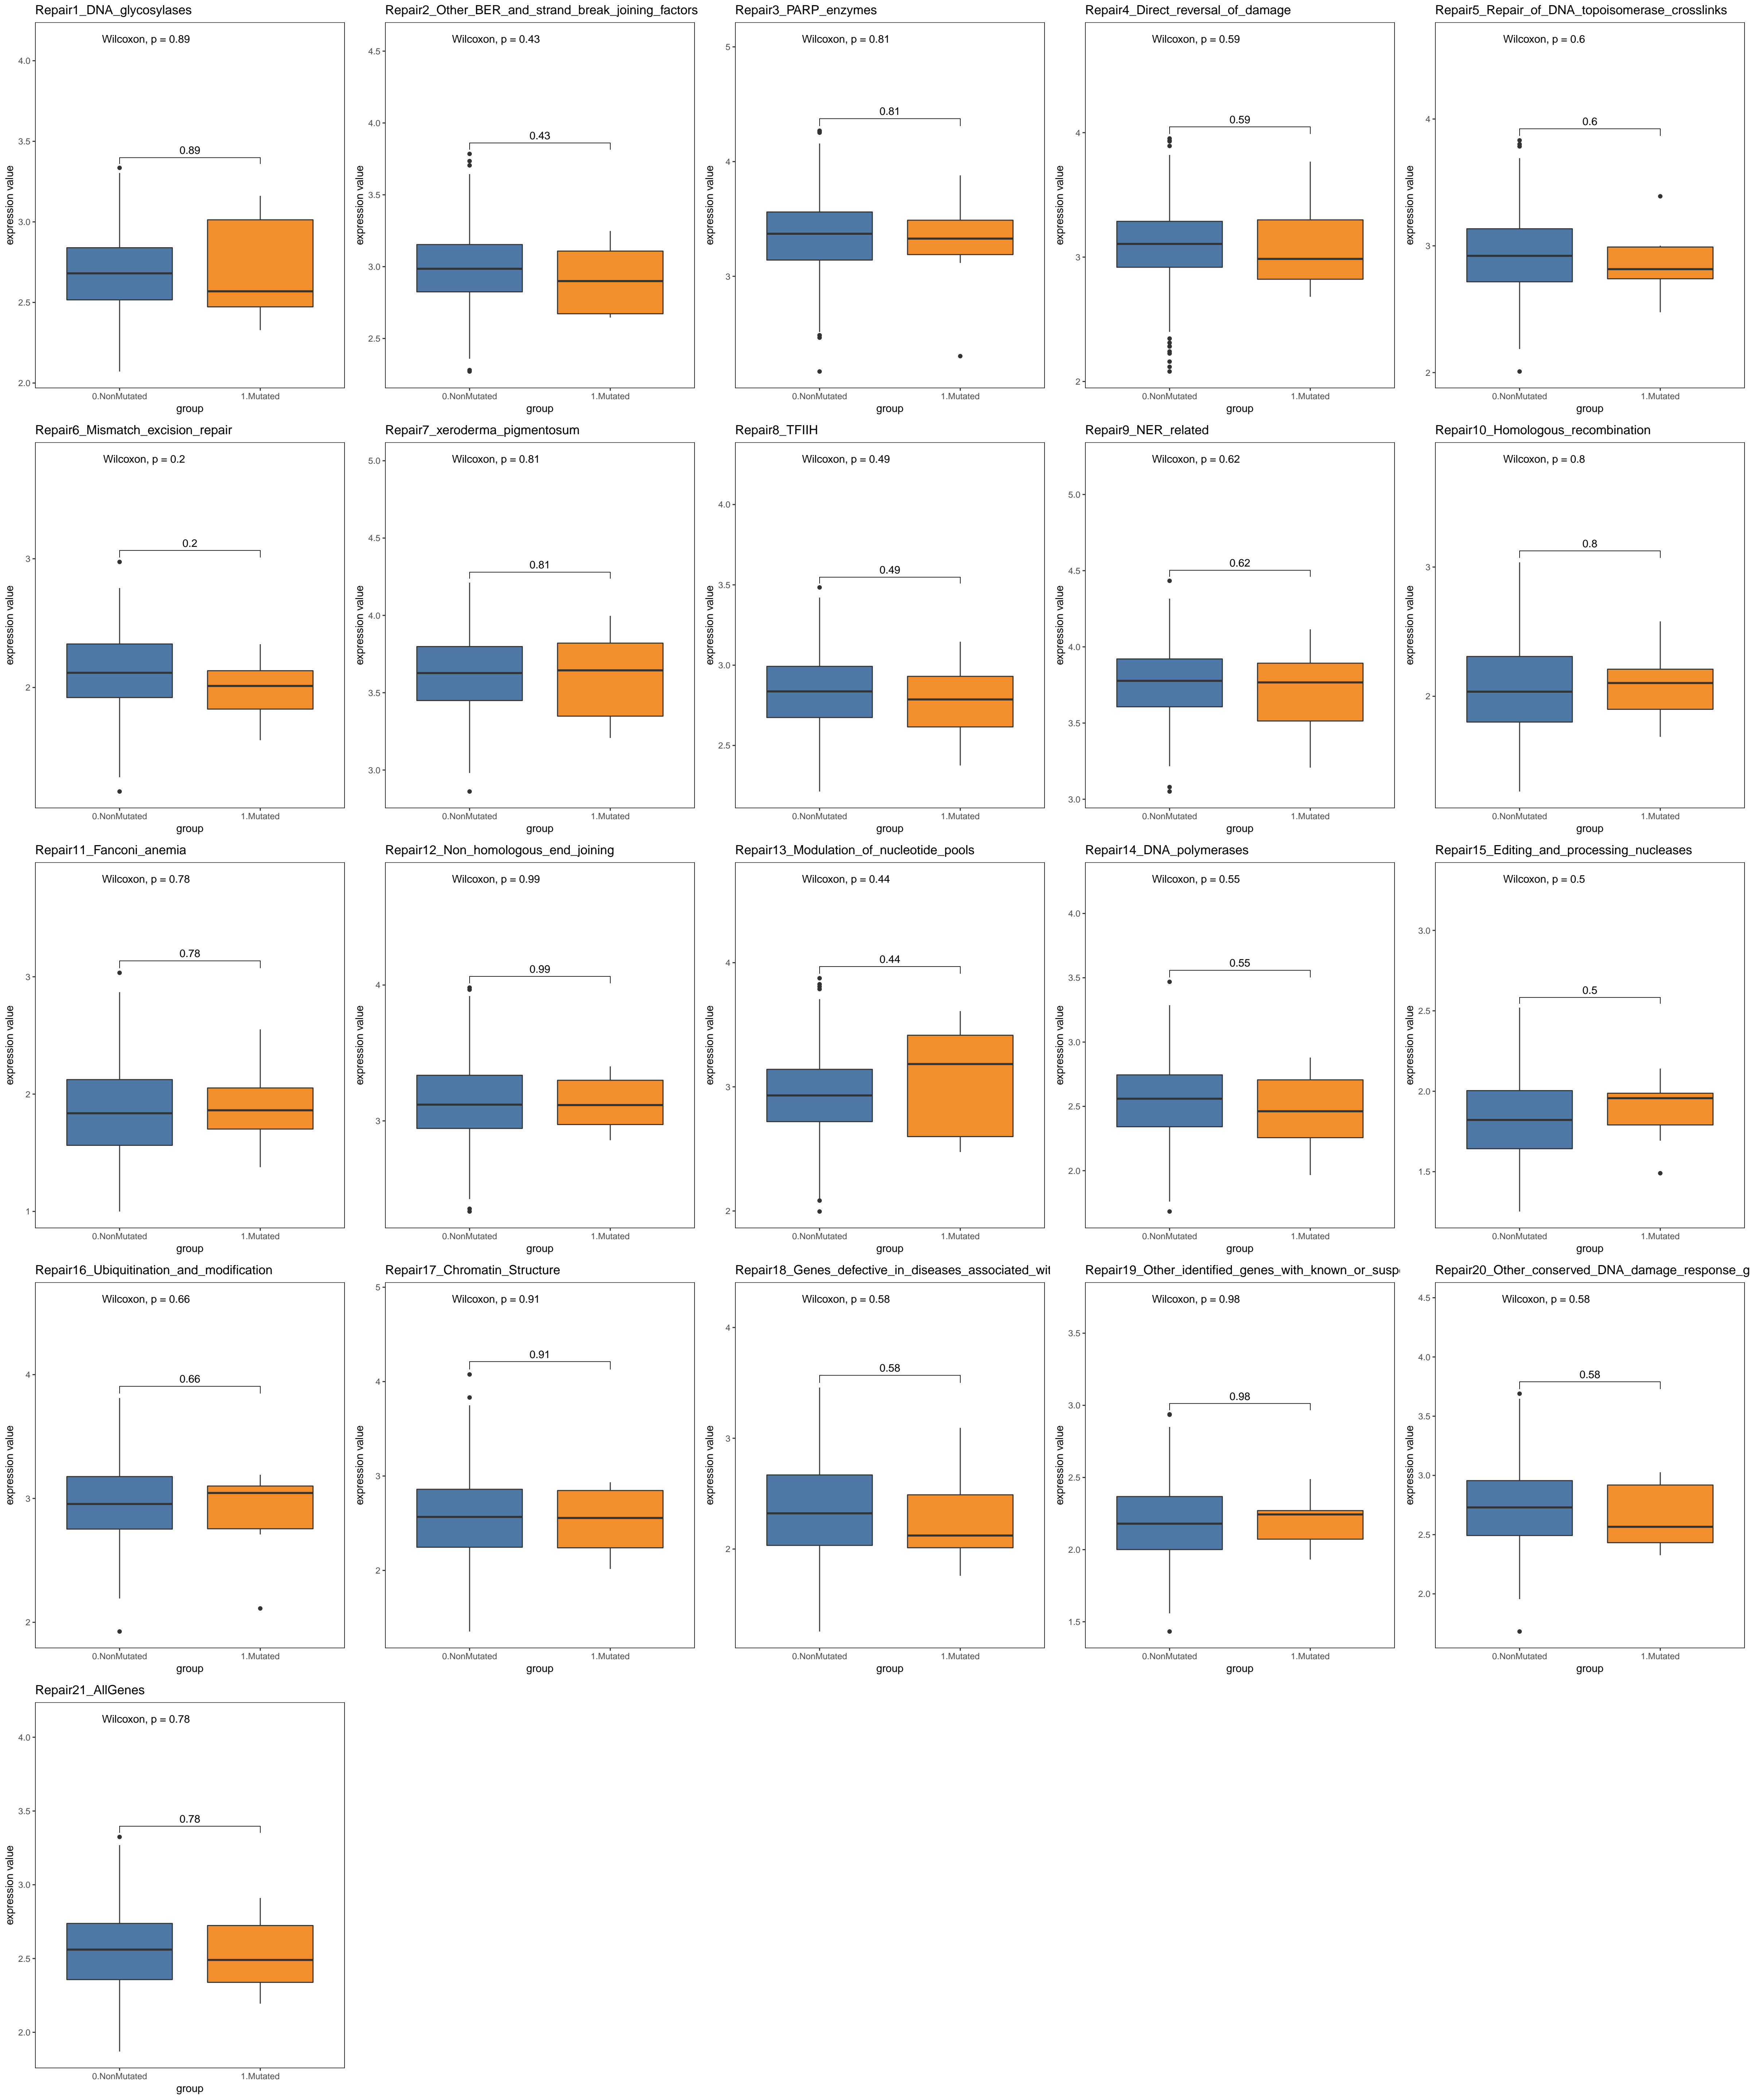 Repair1_DNA_glycosylases
Wilcoxon, p = 0.89
0.89
4.0
3.5
3.0
2.5
2.0
expression value
0.NonMutated 1.Mutated
group
Repair2_Other_BER_and_strand_break_joining_factors
Wilcoxon, p = 0.43
0.43
4.5
4.0
3.5
3.0
2.5
expression value
0.NonMutated 1.Mutated
group
Repair3_PARP_enzymes
Wilcoxon, p = 0.81
0.81
5
4
3
expression value
0.NonMutated 1.Mutated
group
Repair4_Direct_reversal_of_damage
Wilcoxon, p = 0.59
0.59
4
3
2
expression value
0.NonMutated 1.Mutated
group
Repair5_Repair_of_DNA_topoisomerase_crosslinks
Wilcoxon, p = 0.6
0.6
4
3
2
expression value
0.NonMutated 1.Mutated
group
Repair6_Mismatch_excision_repair
Wilcoxon, p = 0.2
0.2
3
2
expression value
0.NonMutated 1.Mutated
group
Repair7_xeroderma_pigmentosum
Wilcoxon, p = 0.81
0.81
5.0
4.5
4.0
3.5
3.0
expression value
0.NonMutated 1.Mutated
group
Repair8_TFIIH
Wilcoxon, p = 0.49
0.49
4.0
3.5
3.0
2.5
expression value
0.NonMutated 1.Mutated
group
Repair9_NER_related
Wilcoxon, p = 0.62
0.62
5.0
4.5
4.0
3.5
3.0
expression value
0.NonMutated 1.Mutated
group
Repair10_Homologous_recombination
Wilcoxon, p = 0.8
0.8
3
2
expression value
0.NonMutated 1.Mutated
group
Repair11_Fanconi_anemia
Wilcoxon, p = 0.78
0.78
3
2
1
expression value
0.NonMutated 1.Mutated
group
Repair12_Non_homologous_end_joining
Wilcoxon, p = 0.99
0.99
4
3
expression value
0.NonMutated 1.Mutated
group
Repair13_Modulation_of_nucleotide_pools
Wilcoxon, p = 0.44
0.44
4
3
2
expression value
0.NonMutated 1.Mutated
group
Repair14_DNA_polymerases
Wilcoxon, p = 0.55
0.55
4.0
3.5
3.0
2.5
2.0
expression value
0.NonMutated 1.Mutated
group
Repair15_Editing_and_processing_nucleases
Wilcoxon, p = 0.5
0.5
3.0
2.5
2.0
1.5
expression value
0.NonMutated 1.Mutated
group
Repair16_Ubiquitination_and_modification
Wilcoxon, p = 0.66
0.66
4
3
2
expression value
0.NonMutated 1.Mutated
group
Repair17_Chromatin_Structure
Wilcoxon, p = 0.91
0.91
5
4
3
2
expression value
0.NonMutated 1.Mutated
group
Repair18_Genes_defective_in_diseases_associated_wit
Wilcoxon, p = 0.58
0.58
4
3
2
expression value
0.NonMutated 1.Mutated
group
Repair19_Other_identified_genes_with_known_or_susp
Wilcoxon, p = 0.98
0.98
3.5
3.0
2.5
2.0
1.5
expression value
0.NonMutated 1.Mutated
group
Repair20_Other_conserved_DNA_damage_response_g
Wilcoxon, p = 0.58
0.58
4.5
4.0
3.5
3.0
2.5
2.0
expression value
0.NonMutated 1.Mutated
group
Repair21_AllGenes
Wilcoxon, p = 0.78
0.78
4.0
3.5
3.0
2.5
2.0
expression value
0.NonMutated 1.Mutated
group